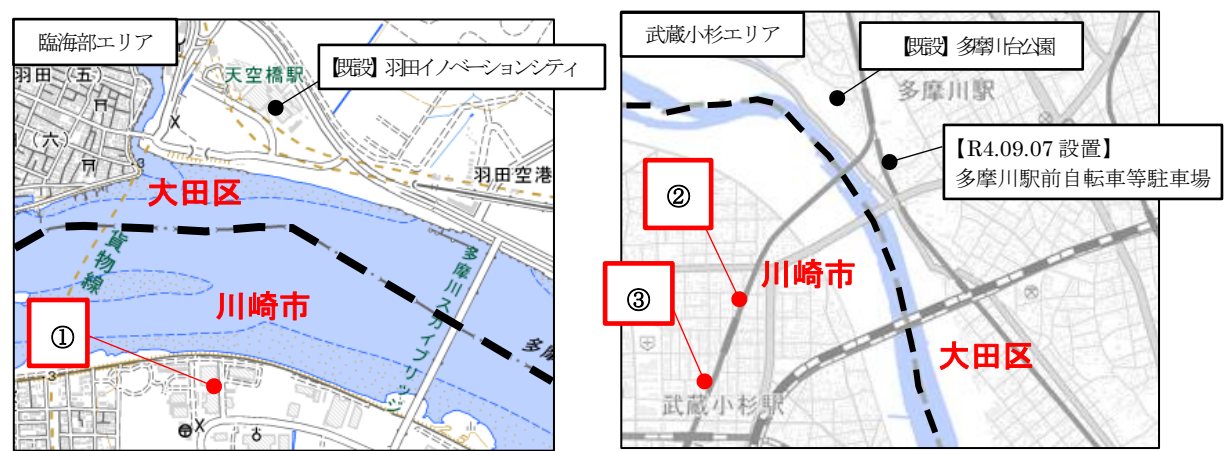 臨海部エリア
【既設】羽田イノベーションシティ
天空橋駅
羽田(五)
(六)
3
羽田空港
大田区
貨物線
川崎市
多摩川スカイブリッジ
多摩
①
3
武蔵小杉エリア
【既設】多摩川台公園
多摩川駅
【R4.09.07 設置】
多摩川駅前自転車等駐車場
②
川崎市
③
大田区
武蔵小杉駅